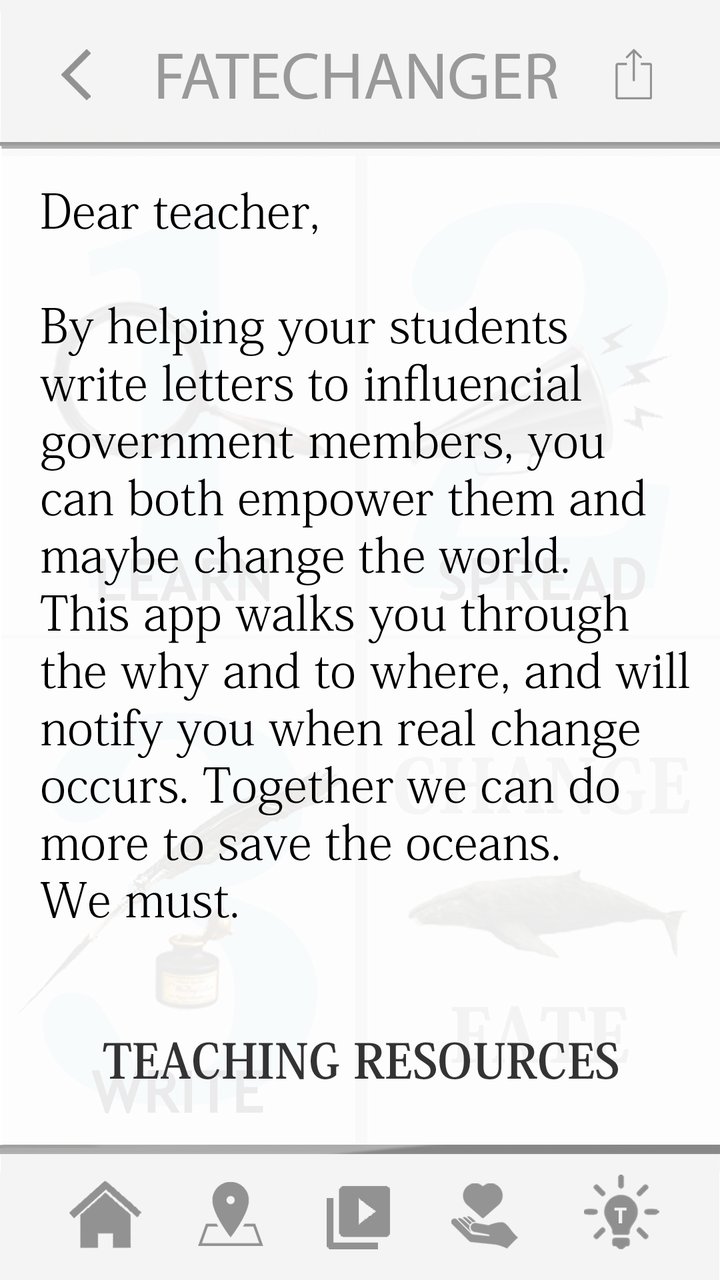 FATECHANGER
Dear teacher,
By helping your students
write letters to influencial
government members, you
can both empower them and
maybe change the world.
This app walks you through
the why and to where, and will
notify you when real change
occurs. Together we can do
more to save the oceans.
We must.
TEACHING RESOURCES
1
2
LEARN
SPREAD
3
CHANGE
FATE
WRITE
T